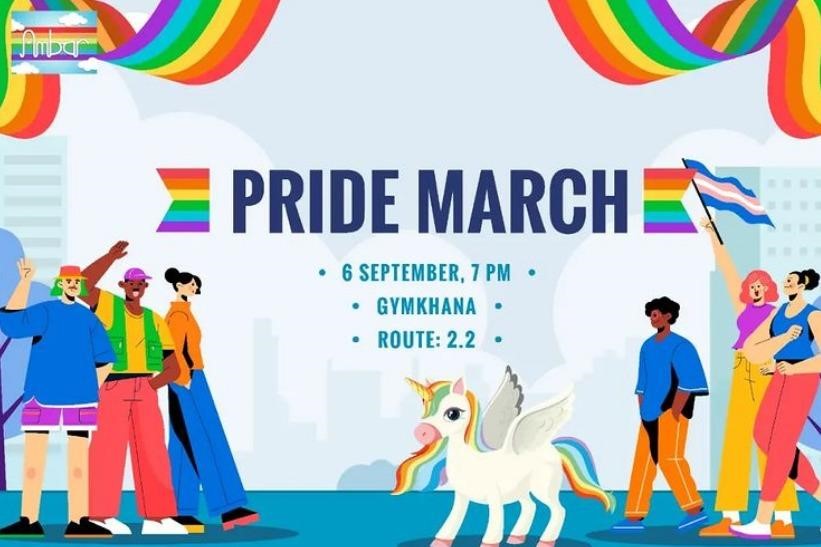 Ambar
PRIDE MARCH
• 6 SEPTEMBER, 7 PM •
• GYMKHANA •
• ROUTE: 2.2 •